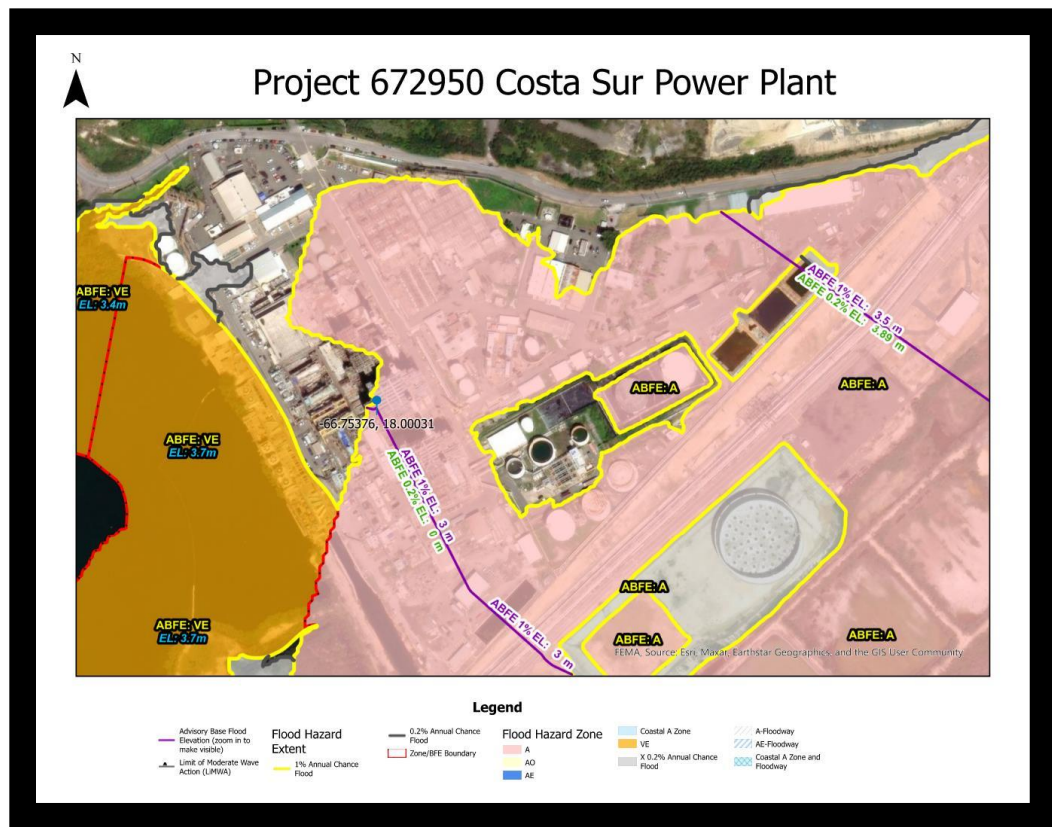 N
Project 672950 Costa Sur Power Plant
ABFE: VE
EL: 3.4m
ABFE 1% EL: 3.5 m
ABFE 0.2% EL: 3.89 m
ABFE: A
ABFE: A
-66.75376, 18.00031
ABFE: VE
EL: 3.7m
ABFE 1% EL: 3 m
ABFE 0.2% EL: 0 m
ABFE: A
ABFE 1% EL: 3 m
ABFE: VE
EL: 3.7m
ABFE: A
ABFE: A
FEMA, Source: Esri, Maxar, Earthstar Geographics, and the GIS User Community
Legend
Advisory Base Flood
Elevation (zoom in to
make visible)
Limit of Moderate Wave
Action (LiMWA)
Flood Hazard
Extent
1% Annual Chance
Flood
0.2% Annual Chance
Flood
Zone/BFE Boundary
Flood Hazard Zone
A
AO
AE
Coastal A Zone
VE
X 0.2% Annual Chance
Flood
A-Floodway
AE-Floodway
Coastal A Zone and
Floodway